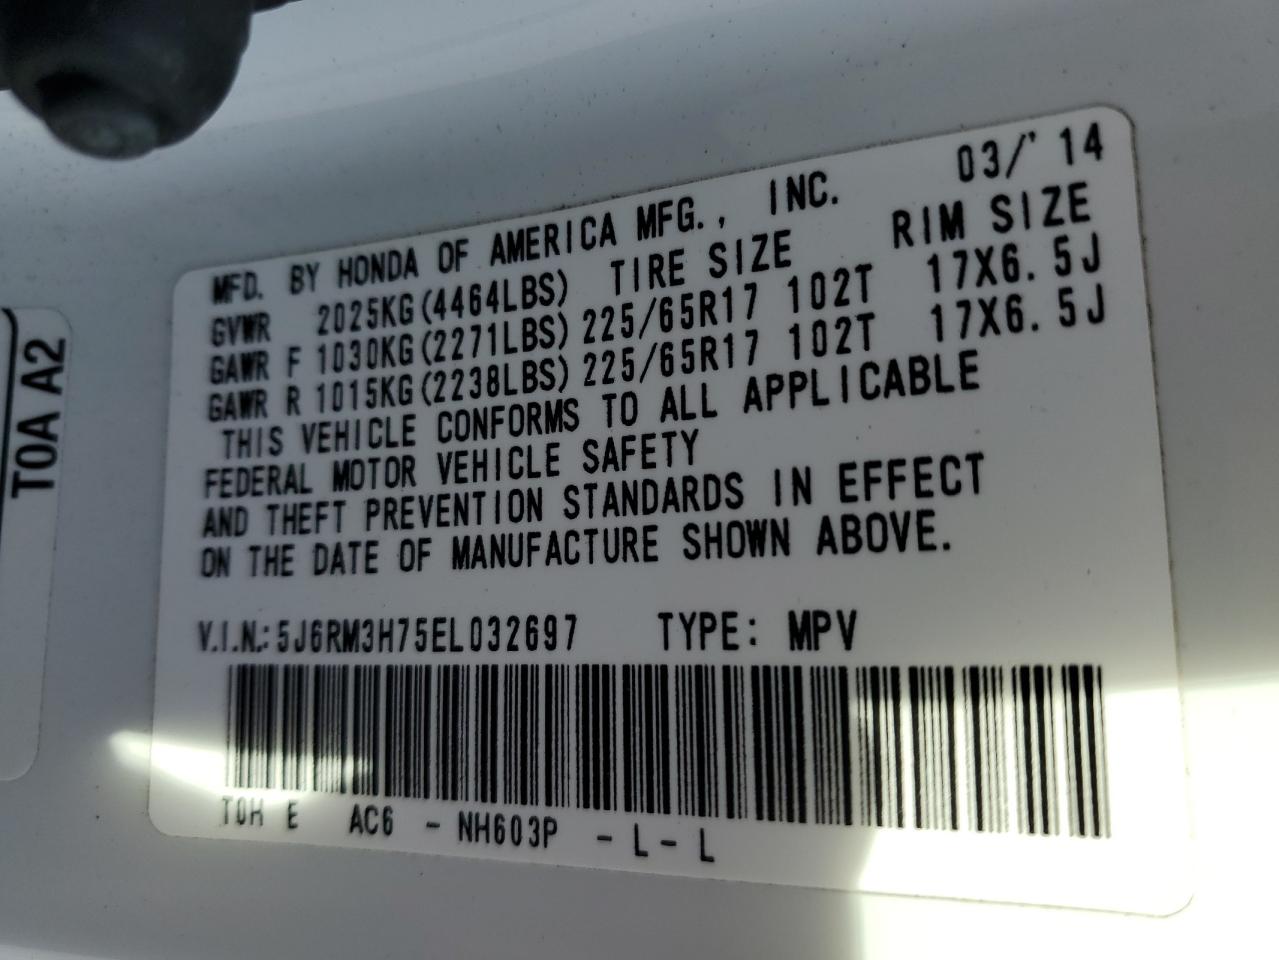 MFD. BY HONDA OF AMERICA MFG., INC. 03/'14
GVWR 2025KG(4464LBS) TIRE SIZE RIM SIZE
GAWR F 1030KG(2271LBS) 225/65R17 102T 17X6.5J
GAWR R 1015KG(2238LBS) 225/65R17 102T 17X6.5J
THIS VEHICLE CONFORMS TO ALL APPLICABLE
FEDERAL MOTOR VEHICLE SAFETY
AND THEFT PREVENTION STANDARDS IN EFFECT
ON THE DATE OF MANUFACTURE SHOWN ABOVE.
V.I.N.: 5J6RM3H75EL032697 TYPE: MPV
T0H E AC6 - NH603P - L - L
T0A A2